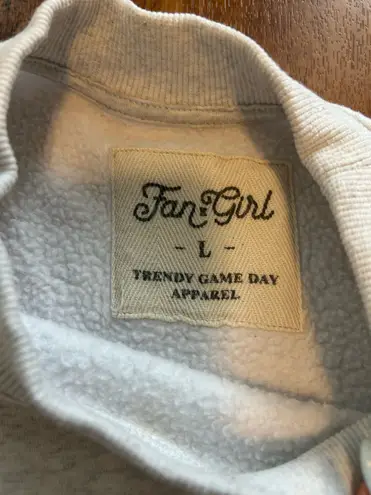 Fan Girl
- L -
TRENDY GAME DAY
APPAREL